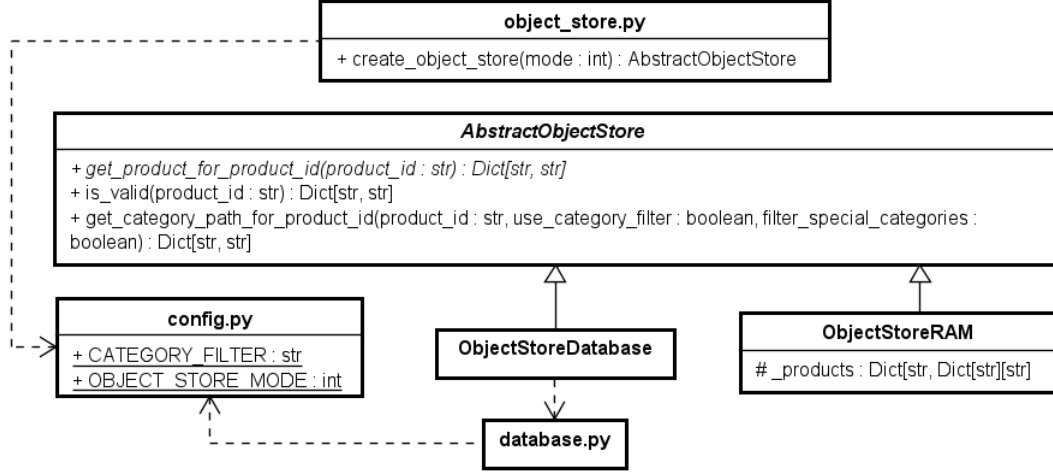 object_store.py
+ create_object_store(mode : int) : AbstractObjectStore
AbstractObjectStore
+ get_product_for_product_id(product_id : str) : Dict[str, str]
+ is_valid(product_id : str) : Dict[str, str]
+ get_category_path_for_product_id(product_id : str, use_category_filter : boolean, filter_special_categories :
boolean) : Dict[str, str]
config.py
+ CATEGORY_FILTER : str
+ OBJECT_STORE_MODE : int
ObjectStoreDatabase
ObjectStoreRAM
# _products : Dict[str, Dict[str][str]
database.py